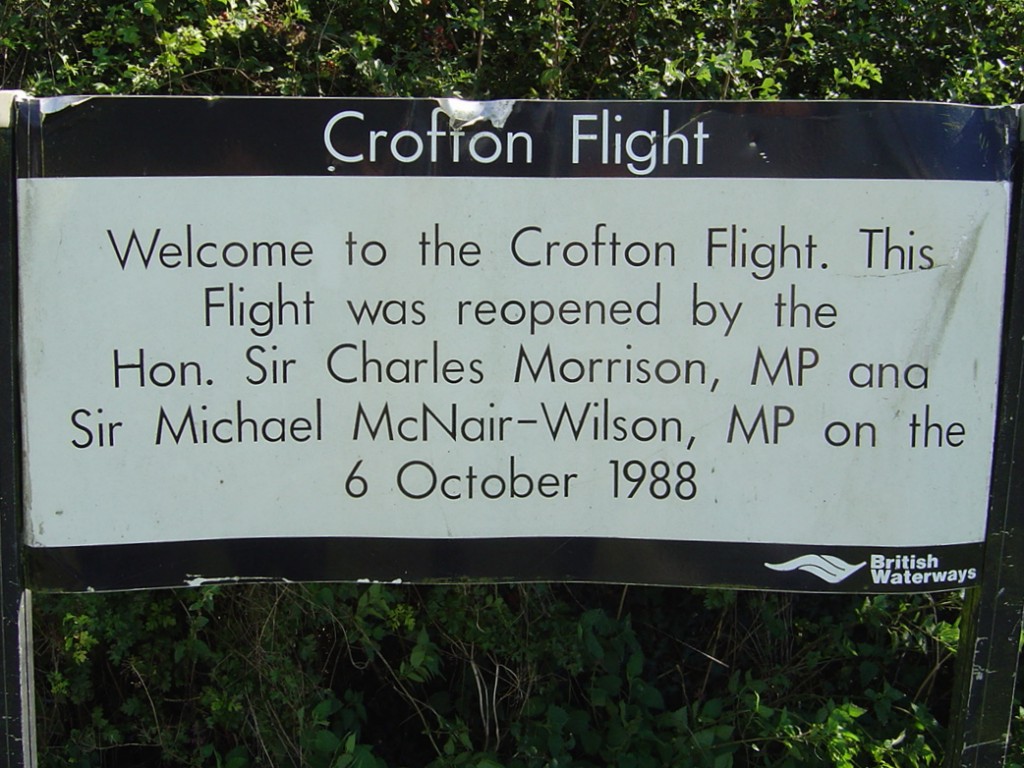 Crofton Flight
Welcome to the Crofton Flight. This
Flight was reopened by the
Hon. Sir Charles Morrison, MP and
Sir Michael McNair-Wilson, MP on the
6 October 1988
British
Waterways